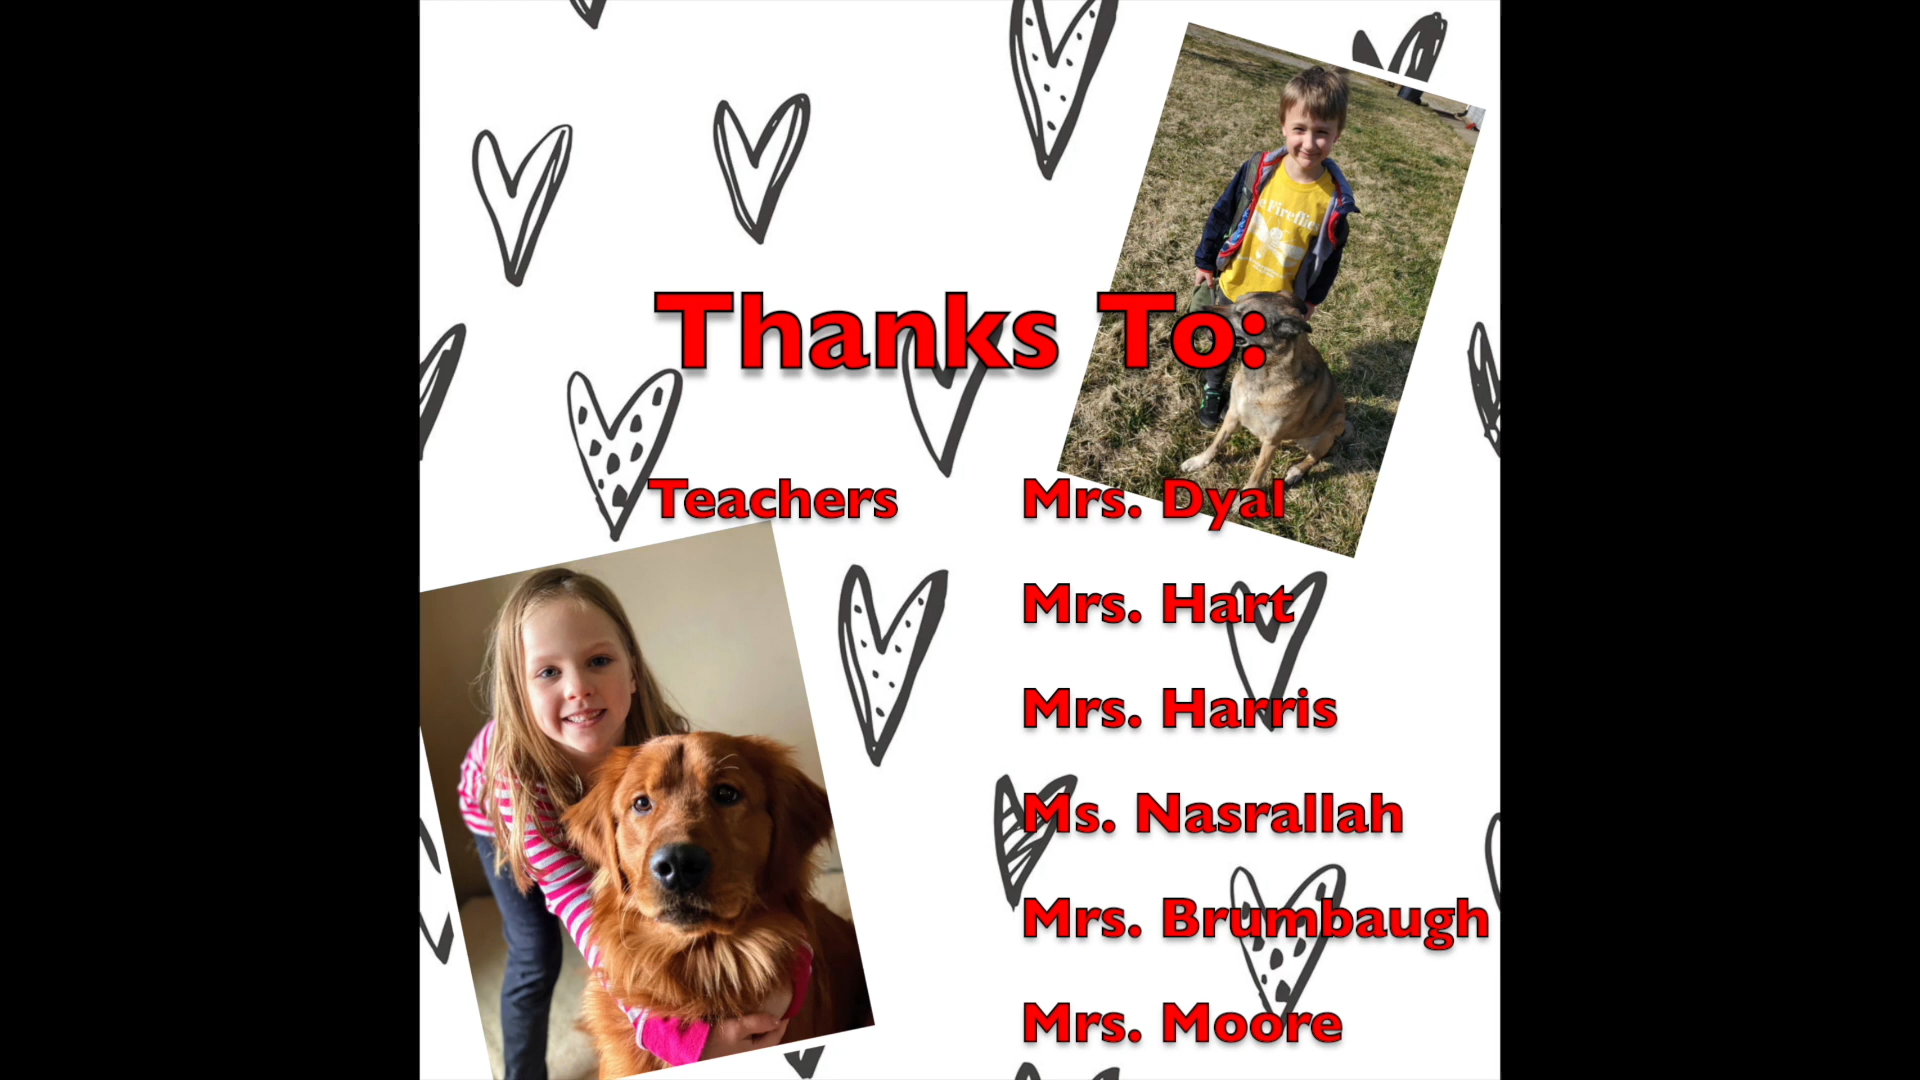 Thanks To:
Teachers
Mrs. Dyal
Mrs. Hart
Mrs. Harris
Ms. Nasrallah
Mrs. Brumbaugh
Mrs. Moore